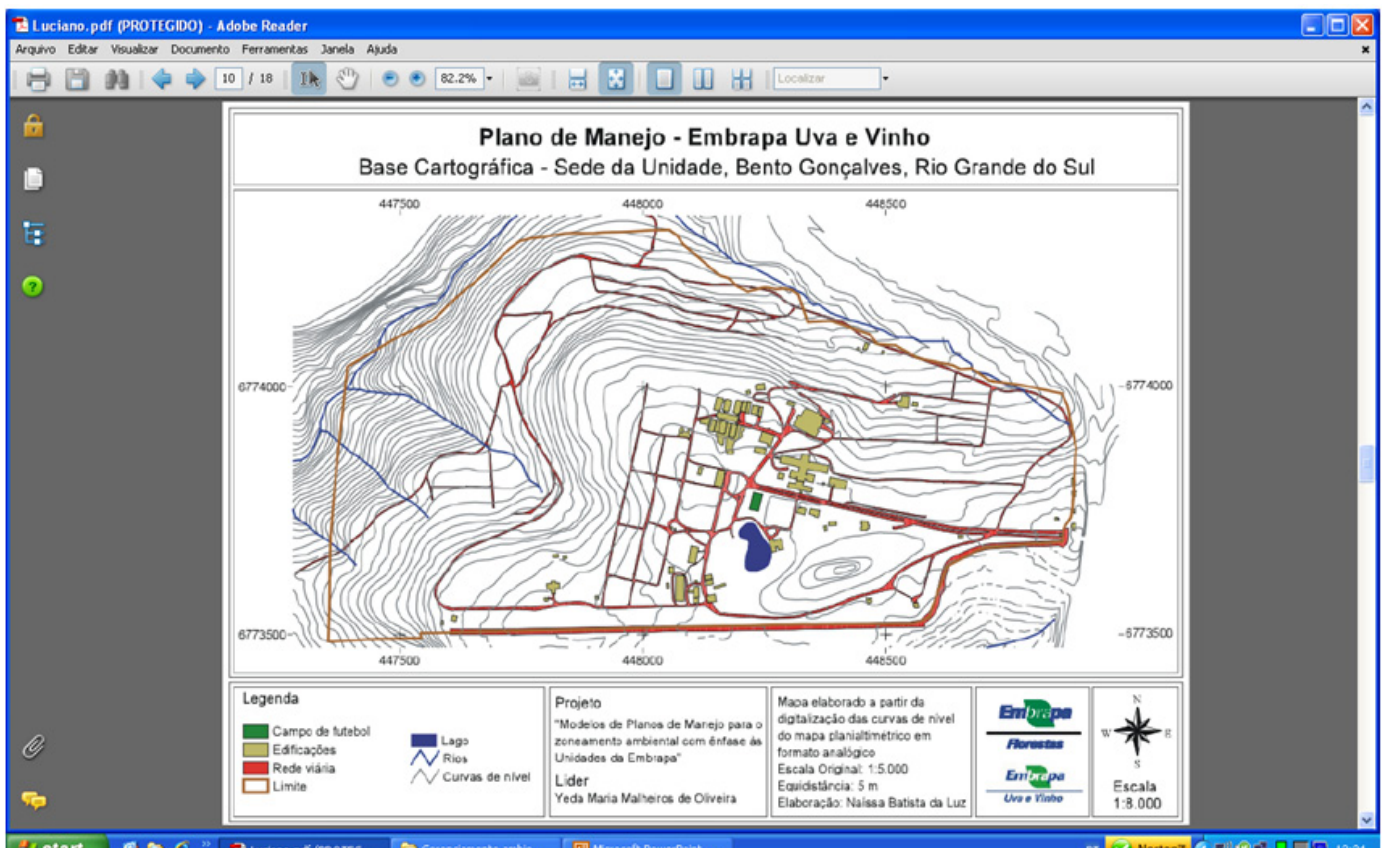 Luciano.pdf (PROTEGIDO) - Adobe Reader
Arquivo Editar Visualizar Documento Ferramentas Janela Ajuda
10 / 18 82.2% Localizar
Plano de Manejo - Embrapa Uva e Vinho
Base Cartográfica - Sede da Unidade, Bento Gonçalves, Rio Grande do Sul
447500 448000 448500
6774000 6774000
6773500 6773500
447500 448000 448500
Legenda
Campo de futebol
Edificações
Rede viária
Limite
Lago
Rios
Curvas de nível
Projeto
"Modelos de Planos de Manejo para o
zoneamento ambiental com ênfase às
Unidades da Embrapa"
Líder
Yeda Maria Malheiros de Oliveira
Mapa elaborado a partir da
digitalização das curvas de nível
do mapa planialtimétrico em
formato analógico
Escala Original: 1:5.000
Equidistância: 5 m
Elaboração: Naíssa Batista da Luz
Embrapa
Florestas
Embrapa
Uva e Vinho
N
W E
S
Escala
1:8.000
start
Microsoft PowerPoint